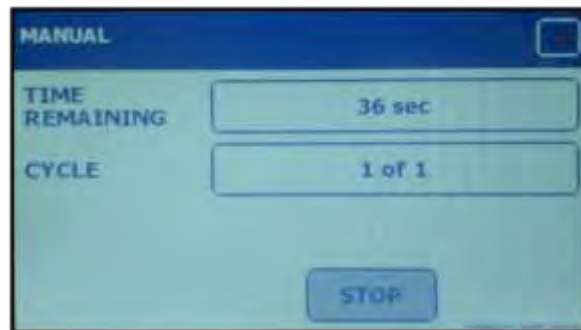 MANUAL
TIME
REMAINING
36 sec
CYCLE
1 of 1
STOP